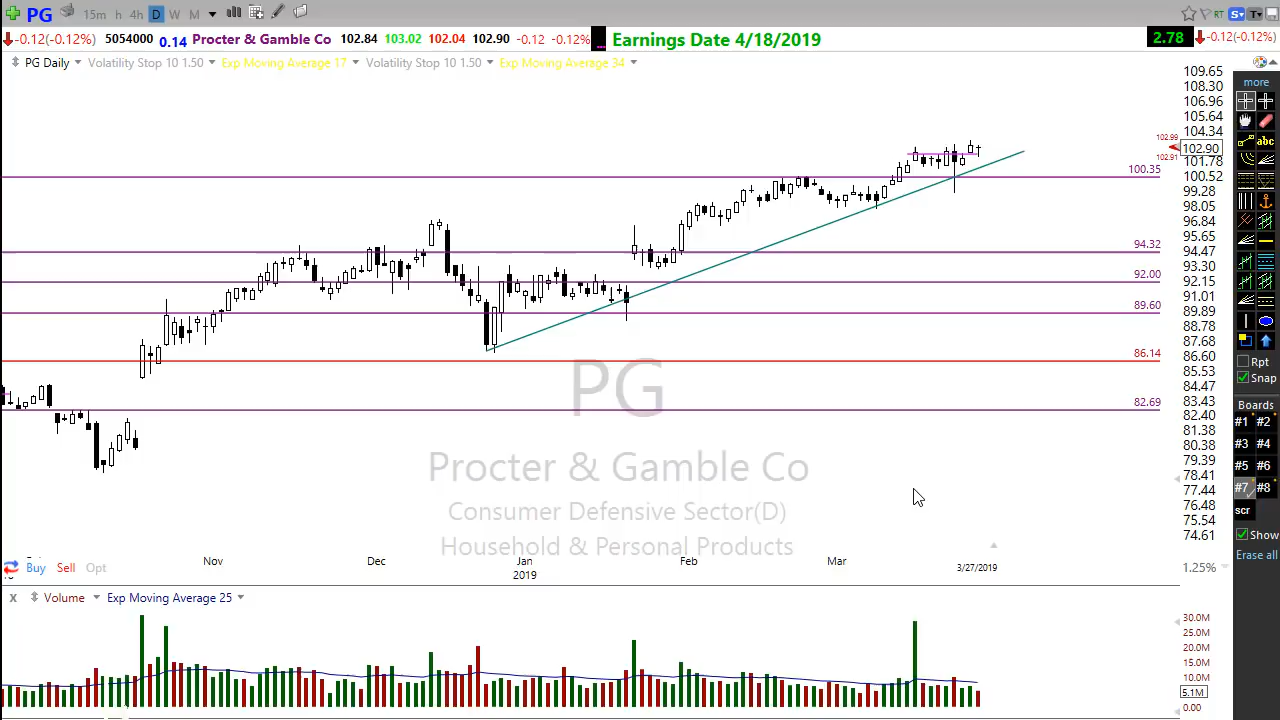 PG 15m h 4h D W M
-0.12(-0.12%) 5054000 0.14 Procter & Gamble Co 102.84 103.02 102.04 102.90 -0.12 -0.12% Earnings Date 4/18/2019 2.78 -0.12(-0.12%)
RT S T
PG Daily Volatility Stop 10 1.50 Exp Moving Average 17 Volatility Stop 10 1.50 Exp Moving Average 34
109.65
108.30
106.96
105.64
104.34
102.99
102.90
102.91
101.78
100.52
99.28
98.05
96.84
95.65
94.47
93.30
92.15
91.01
89.89
88.78
87.68
86.60
85.53
84.47
83.43
82.40
81.38
80.38
79.39
78.41
77.44
76.48
75.54
74.61
100.35
94.32
92.00
89.60
86.14
82.69
PG
Procter & Gamble Co
Consumer Defensive Sector(D)
Household & Personal Products
Nov Dec Jan Feb Mar 3/27/2019
2019
Buy Sell Opt
1.25%
X Volume Exp Moving Average 25
30.0M
25.0M
20.0M
15.0M
10.0M
5.1M
0.00
more
abc
Rpt
Snap
Boards
#1 #2
#3 #4
#5 #6
#7 #8
scr
Show
Erase all